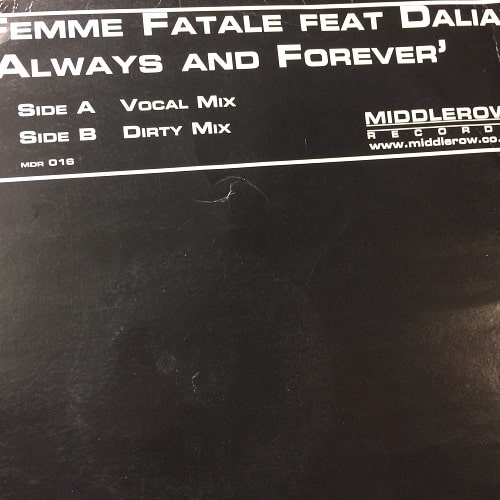 FEMME FATALE FEAT DALIA
ALWAYS AND FOREVER'
SIDE A VOCAL MIX
SIDE B DIRTY MIX
MDR 016
MIDDLEROW
RECORD
www.middlerow.co.